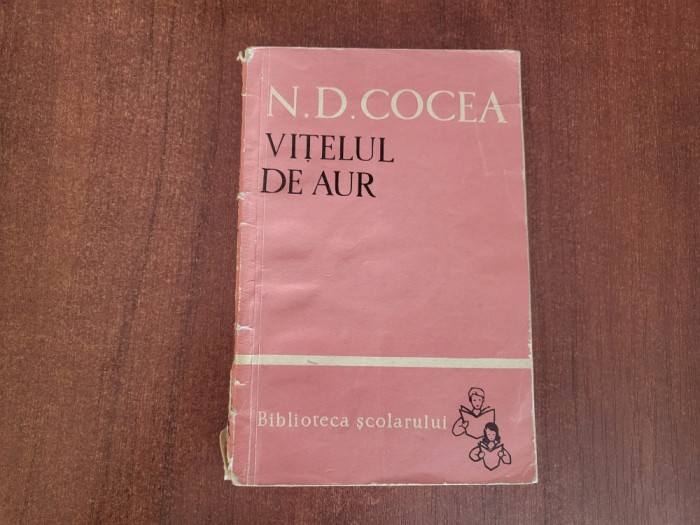 N.D.COCEA
VIȚELUL
DE AUR
Biblioteca școlarului